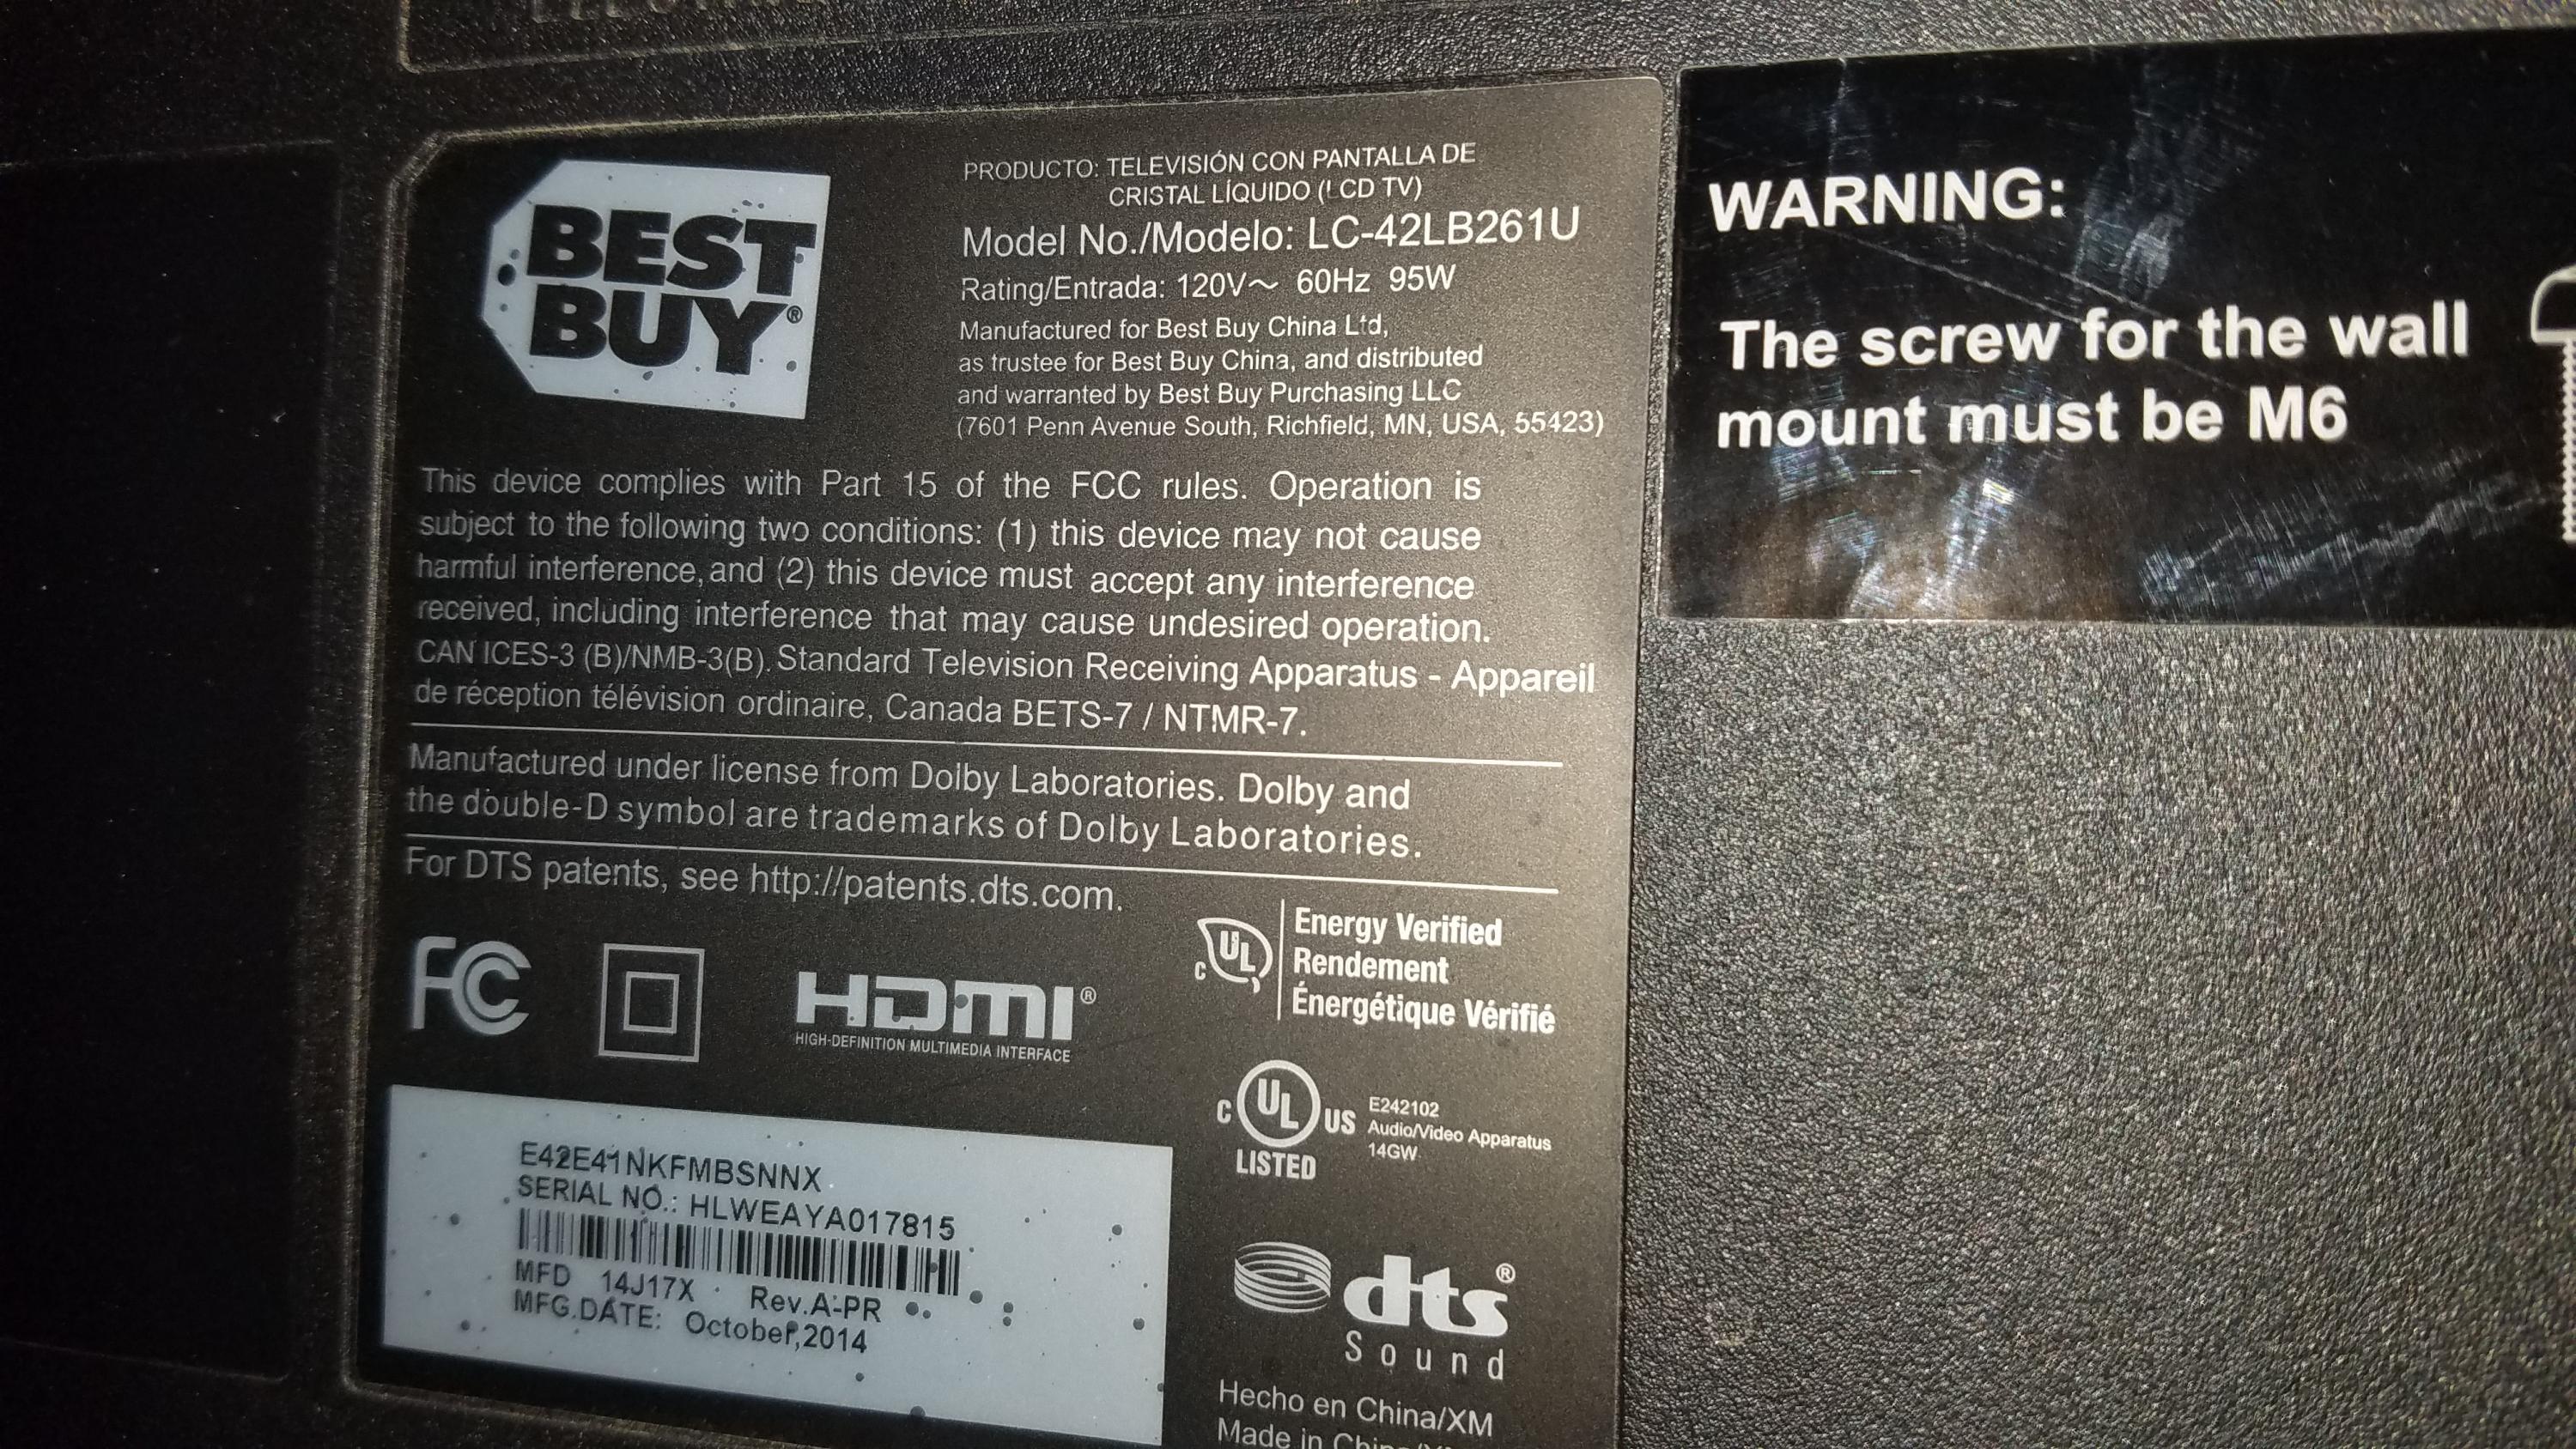 BEST
BUY®
PRODUCTO: TELEVISIÓN CON PANTALLA DE
CRISTAL LÍQUIDO (LCD TV)
Model No./Modelo: LC-42LB261U
Rating/Entrada: 120V～ 60Hz 95W
Manufactured for Best Buy China Ltd,
as trustee for Best Buy China, and distributed
and warranted by Best Buy Purchasing LLC
(7601 Penn Avenue South, Richfield, MN, USA, 55423)
This device complies with Part 15 of the FCC rules. Operation is
subject to the following two conditions: (1) this device may not cause
harmful interference, and (2) this device must accept any interference
received, including interference that may cause undesired operation.
CAN ICES-3 (B)/NMB-3(B). Standard Television Receiving Apparatus - Appareil
de réception télévision ordinaire, Canada BETS-7 / NTMR-7.
Manufactured under license from Dolby Laboratories. Dolby and
the double-D symbol are trademarks of Dolby Laboratories.
For DTS patents, see http://patents.dts.com.
FC
HDMI®
HIGH-DEFINITION MULTIMEDIA INTERFACE
C UL
Energy Verified
Rendement
Énergétique Vérifié
C UL US
LISTED
E242102
Audio/Video Apparatus
14GW
E42E41NKFMBSNNX
SERIAL NO.: HLWEAYA017815
MFD 14J17X Rev.A-PR
MFG.DATE: October,2014
dts®
Sound
Hecho en China/XM
Made in
WARNING:
The screw for the wall
mount must be M6